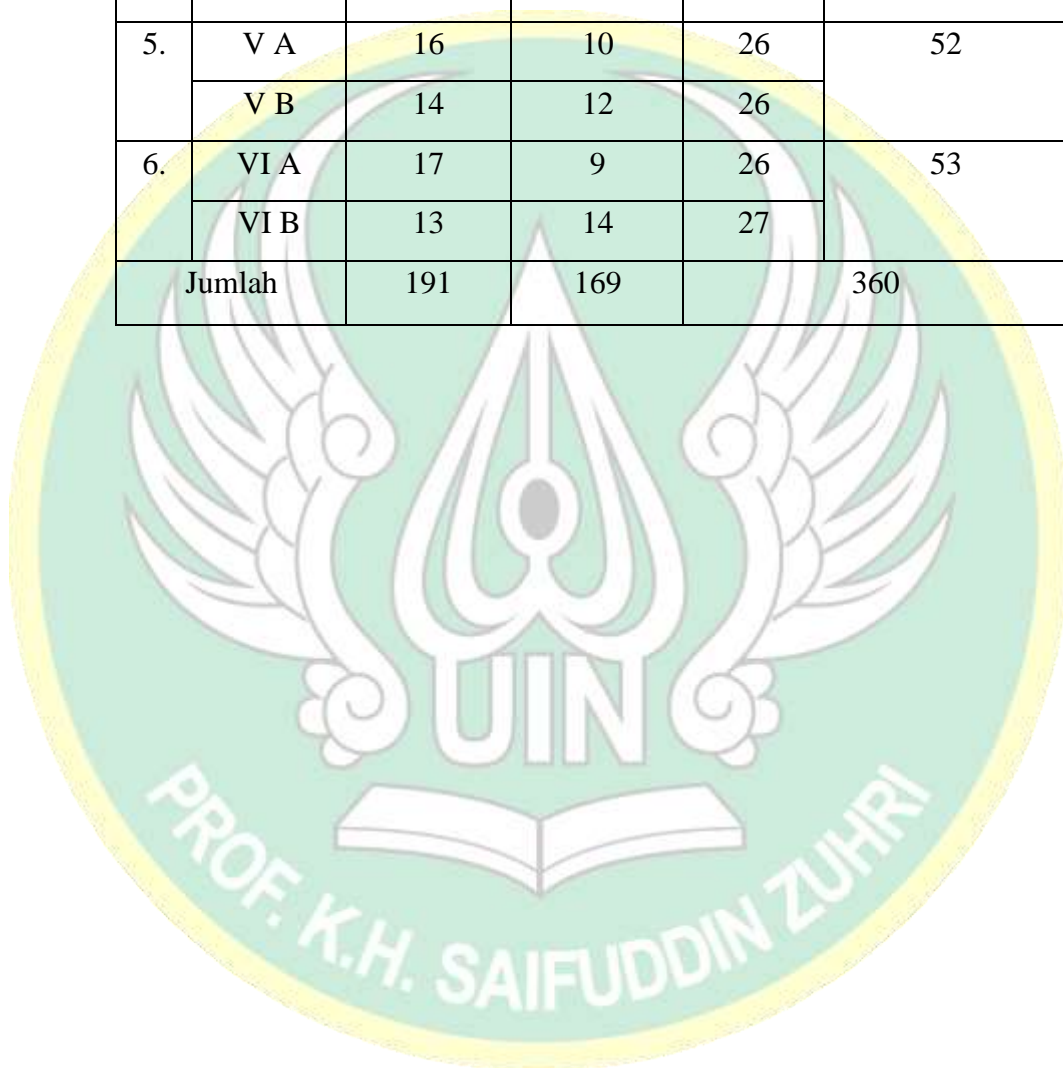 5. V A 16 10 26 52
V B 14 12 26
6. VI A 17 9 26 53
VI B 13 14 27
Jumlah 191 169 360
UIN
PROF. K.H. SAIFUDDIN ZUHRI